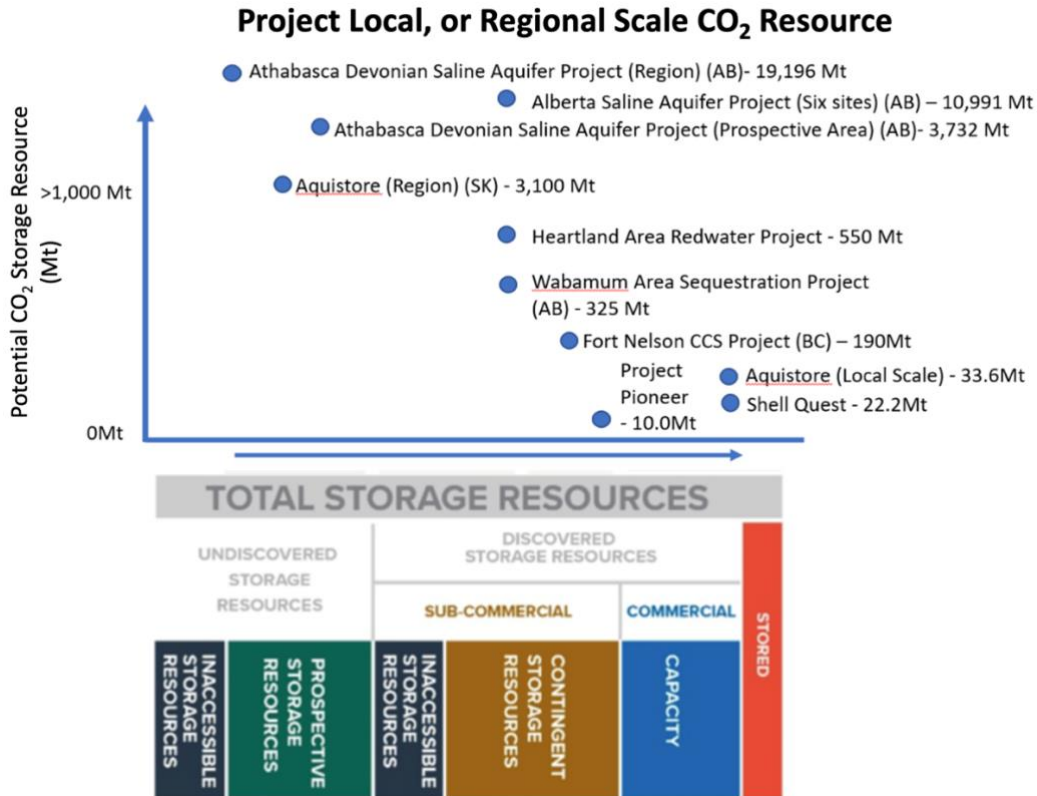 Project Local, or Regional Scale CO₂ Resource
Athabasca Devonian Saline Aquifer Project (Region) (AB)- 19,196 Mt
Alberta Saline Aquifer Project (Six sites) (AB) – 10,991 Mt
Athabasca Devonian Saline Aquifer Project (Prospective Area) (AB)- 3,732 Mt
Potential CO₂ Storage Resource
(Mt)
>1,000 Mt
Aquistore (Region) (SK) - 3,100 Mt
Heartland Area Redwater Project - 550 Mt
Wabamum Area Sequestration Project
(AB) - 325 Mt
Fort Nelson CCS Project (BC) – 190Mt
Project
Pioneer
- 10.0Mt
Aquistore (Local Scale) - 33.6Mt
Shell Quest - 22.2Mt
0Mt
TOTAL STORAGE RESOURCES
UNDISCOVERED
STORAGE
RESOURCES
DISCOVERED
STORAGE RESOURCES
SUB-COMMERCIAL
COMMERCIAL
INACCESSIBLE
STORAGE
RESOURCES
PROSPECTIVE
STORAGE
RESOURCES
INACCESSIBLE
STORAGE
RESOURCES
CONTINGENT
STORAGE
RESOURCES
CAPACITY
STORED